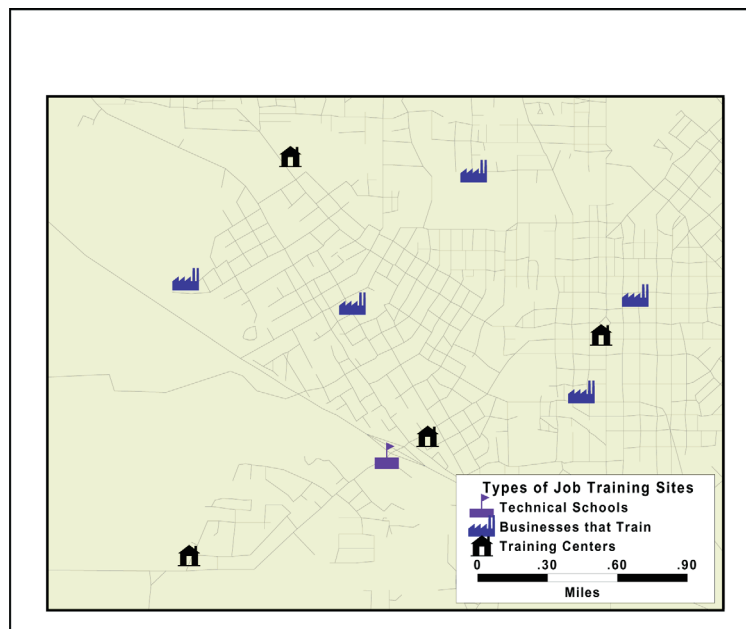 Types of Job Training Sites
Technical Schools
Businesses that Train
Training Centers
0 .30 .60 .90
Miles